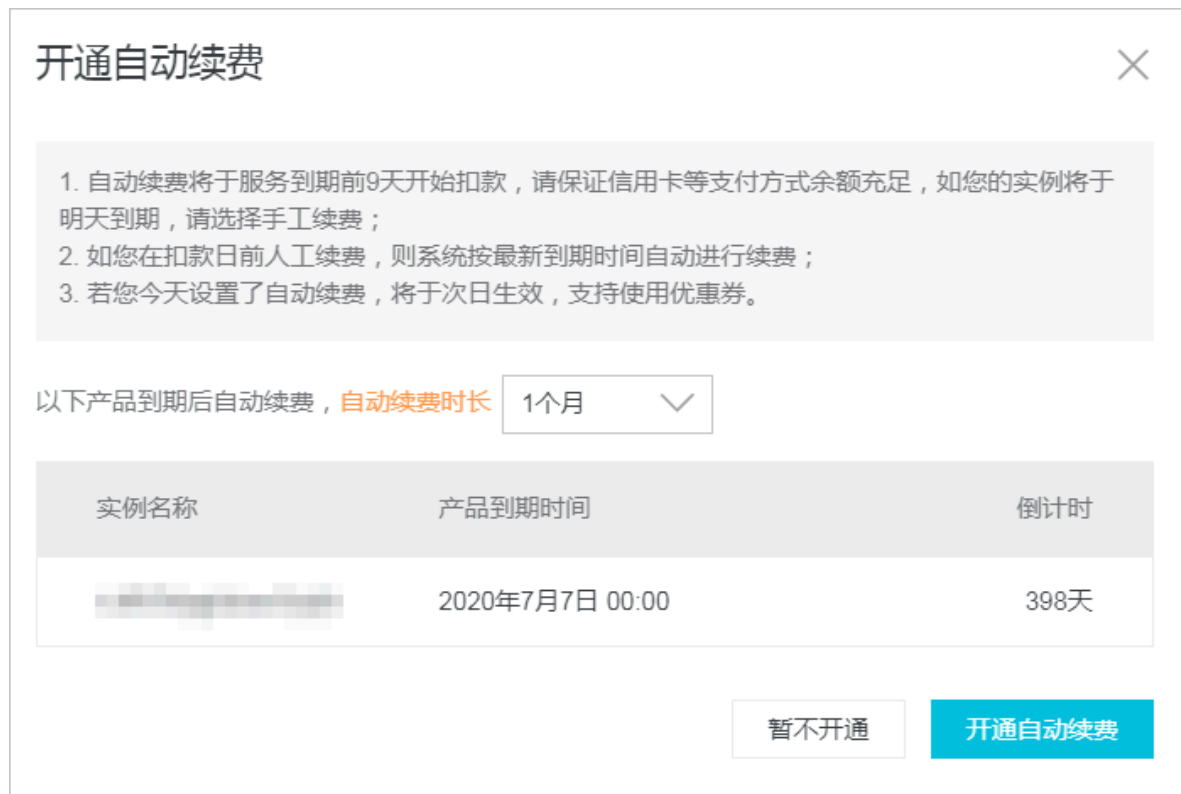 开通自动续费
1. 自动续费将于服务到期前9天开始扣款，请保证信用卡等支付方式余额充足，如您的实例将于
明天到期，请选择手工续费；
2. 如您在扣款日前人工续费，则系统按最新到期时间自动进行续费；
3. 若您今天设置了自动续费，将于次日生效，支持使用优惠券。
以下产品到期后自动续费，自动续费时长 1个月
实例名称 产品到期时间 倒计时
2020年7月7日 00:00 398天
暂不开通 开通自动续费